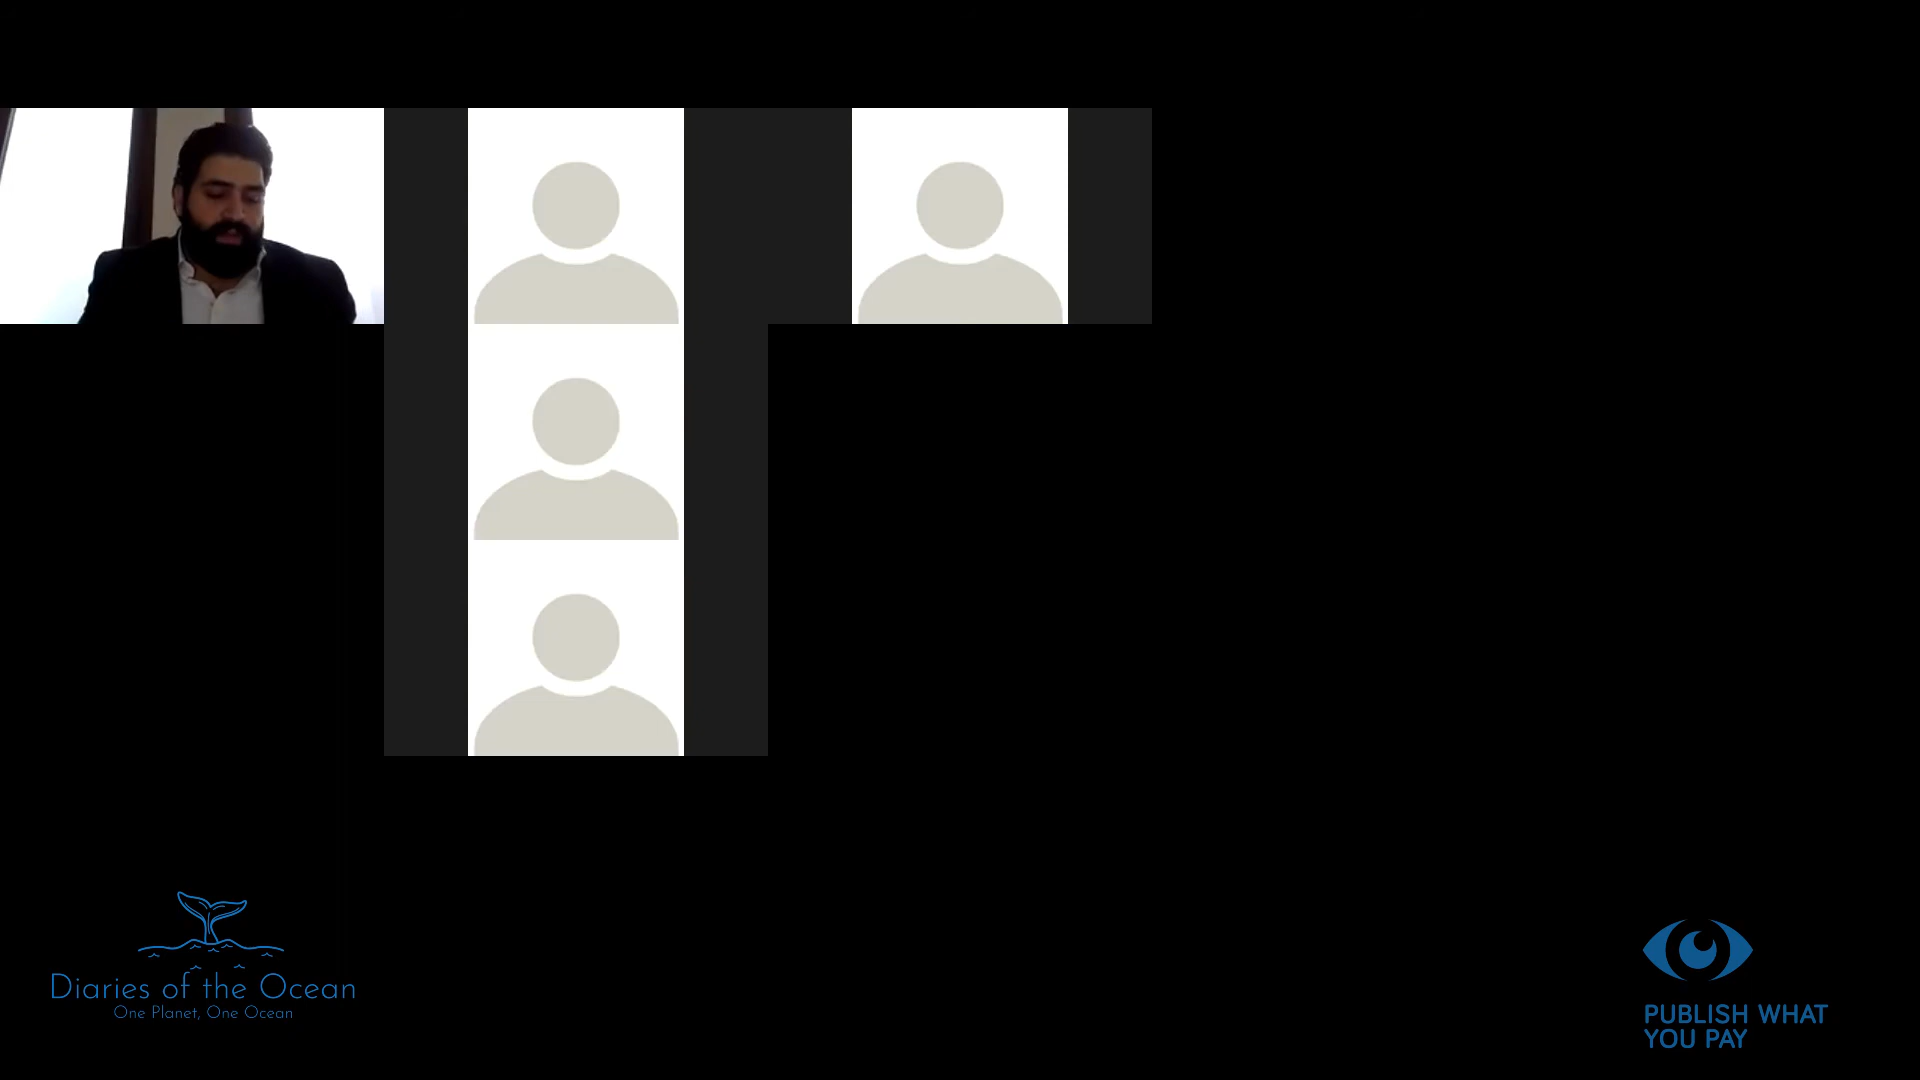 Diaries of the Ocean
One Planet, One Ocean
PUBLISH WHAT
YOU PAY